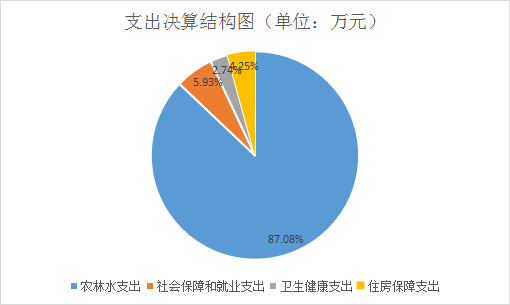 支出决算结构图（单位：万元）
4.25%
2.74%
5.93%
87.08%
农林水支出 社会保障和就业支出 卫生健康支出 住房保障支出